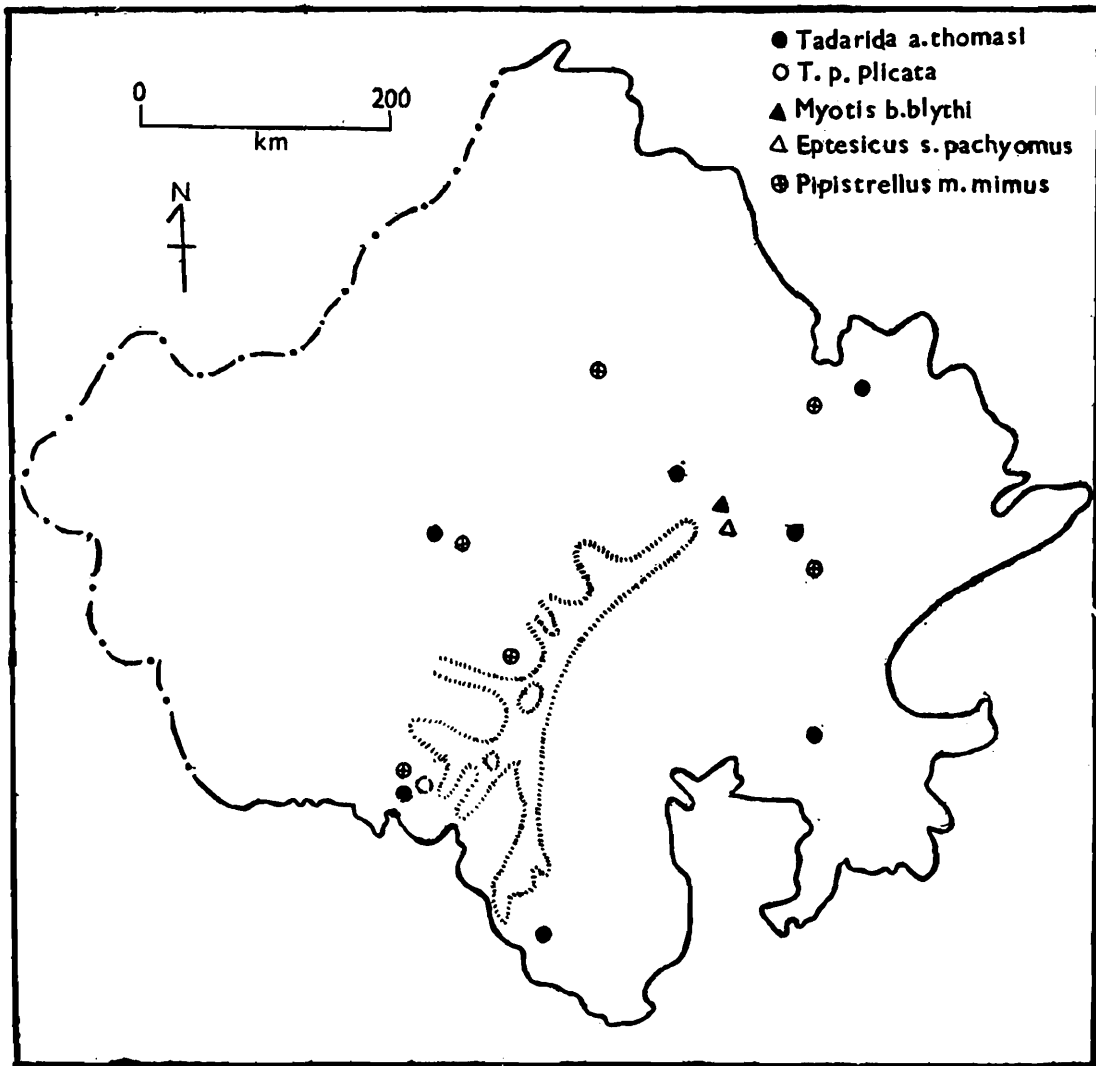 Tadarida a.thomasi
T. p. plicata
Myotis b.blythi
Eptesicus s.pachyomus
Pipistrellus m.mimus
0 200
km
N